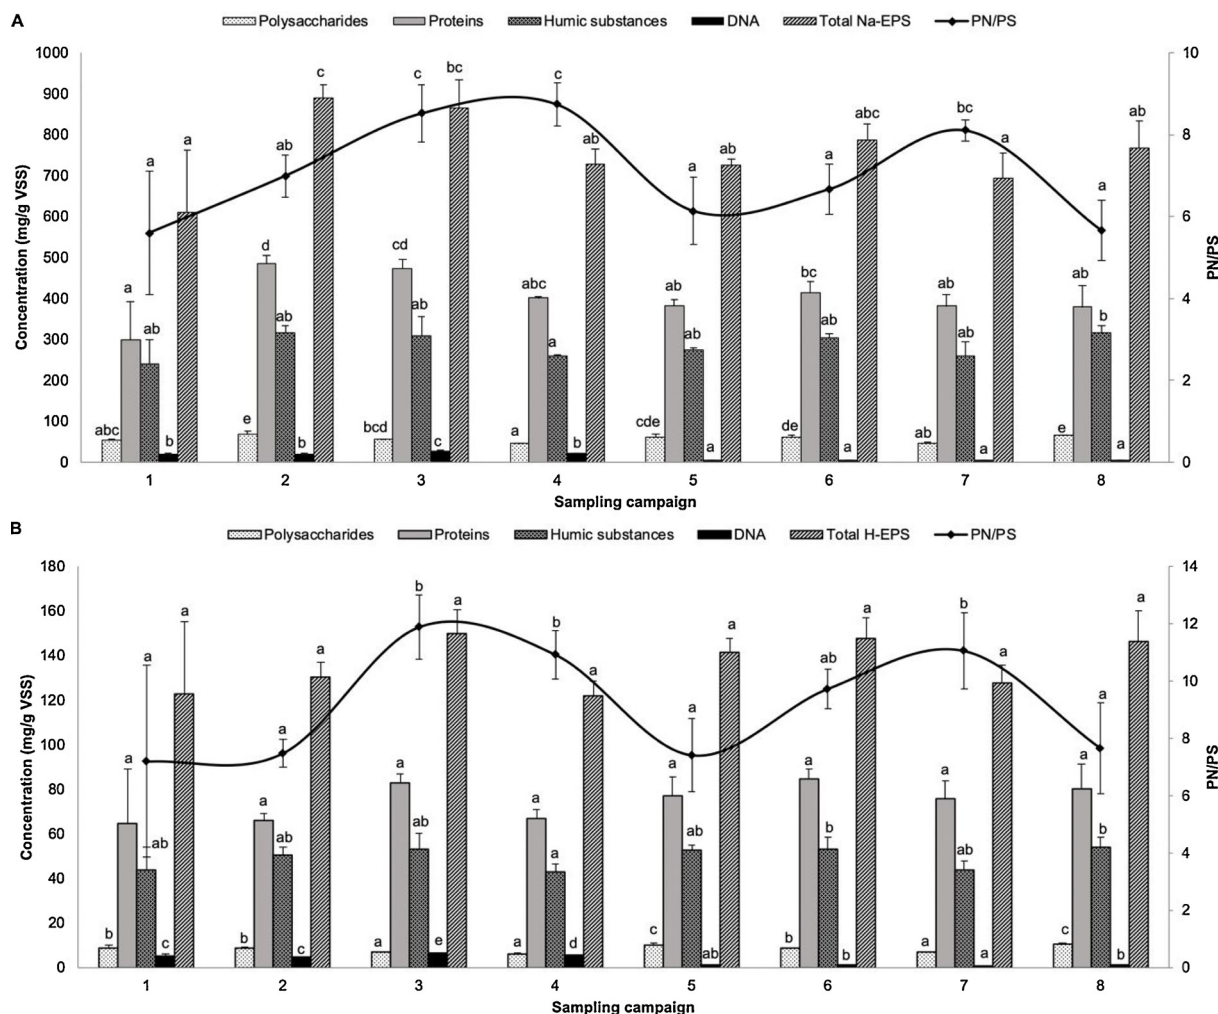 A
Polysaccharides Proteins Humic substances DNA Total Na-EPS PN/PS
Concentration (mg/g VSS)
1000
900
800
700
600
500
400
300
200
100
0
10
8
6
4
2
0
PN/PS
abc a ab b a a
e d ab b c ab
bcd cd ab c bc c
a abc a b ab c
cde ab ab a ab a
de bc ab a abc a
ab ab ab a a bc
e ab b a ab a
1 2 3 4 5 6 7 8
Sampling campaign
B
Polysaccharides Proteins Humic substances DNA Total H-EPS PN/PS
Concentration (mg/g VSS)
180
160
140
120
100
80
60
40
20
0
14
12
10
8
6
4
2
0
PN/PS
b a ab c a a
b a ab c a a
a a ab e a b
a a a d a b
c a ab ab a a
b a b b a ab
a a ab a a b
c a b b a a
1 2 3 4 5 6 7 8
Sampling campaign